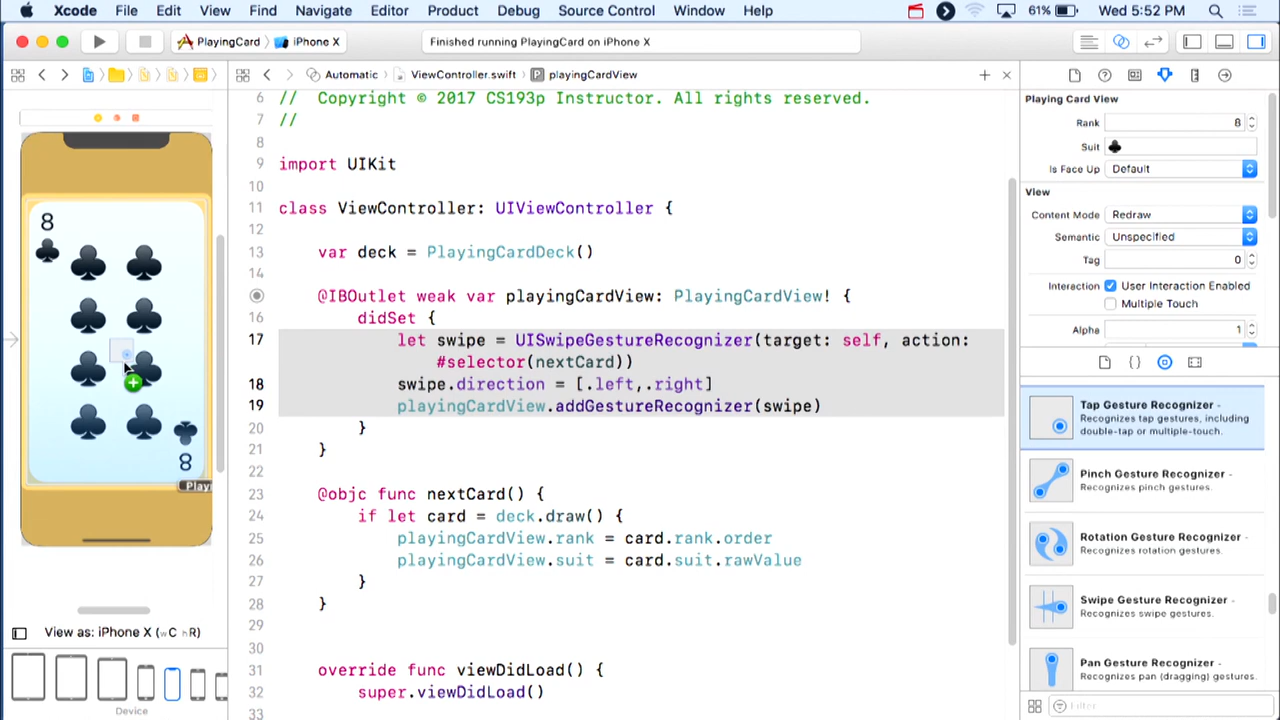 Xcode File Edit View Find Navigate Editor Product Debug Source Control Window Help 61% Wed 5:52 PM
PlayingCard iPhone X Finished running PlayingCard on iPhone X
Automatic ViewController.swift playingCardView
6 // Copyright © 2017 CS193p Instructor. All rights reserved.
7 //
8
9 import UIKit
10
11 class ViewController: UIViewController {
12
13 var deck = PlayingCardDeck()
14
15 @IBOutlet weak var playingCardView: PlayingCardView! {
16 didSet {
17 let swipe = UISwipeGestureRecognizer(target: self, action:
#selector(nextCard))
18 swipe.direction = [.left,.right]
19 playingCardView.addGestureRecognizer(swipe)
20 }
21 }
22
23 @objc func nextCard() {
24 if let card = deck.draw() {
25 playingCardView.rank = card.rank.order
26 playingCardView.suit = card.suit.rawValue
27 }
28 }
29
30
31 override func viewDidLoad() {
32 super.viewDidLoad()
33
8
8
Playi
View as: iPhone X (wC hR)
Device
Playing Card View
Rank 8
Suit ♣
Is Face Up Default
View
Content Mode Redraw
Semantic Unspecified
Tag 0
Interaction User Interaction Enabled
Multiple Touch
Alpha 1
Tap Gesture Recognizer -
Recognizes tap gestures, including
double-tap or multiple-touch.
Pinch Gesture Recognizer -
Recognizes pinch gestures.
Rotation Gesture Recognizer -
Recognizes rotation gestures.
Swipe Gesture Recognizer -
Recognizes swipe gestures.
Pan Gesture Recognizer -
Recognizes pan (dragging) gestures.
Filter